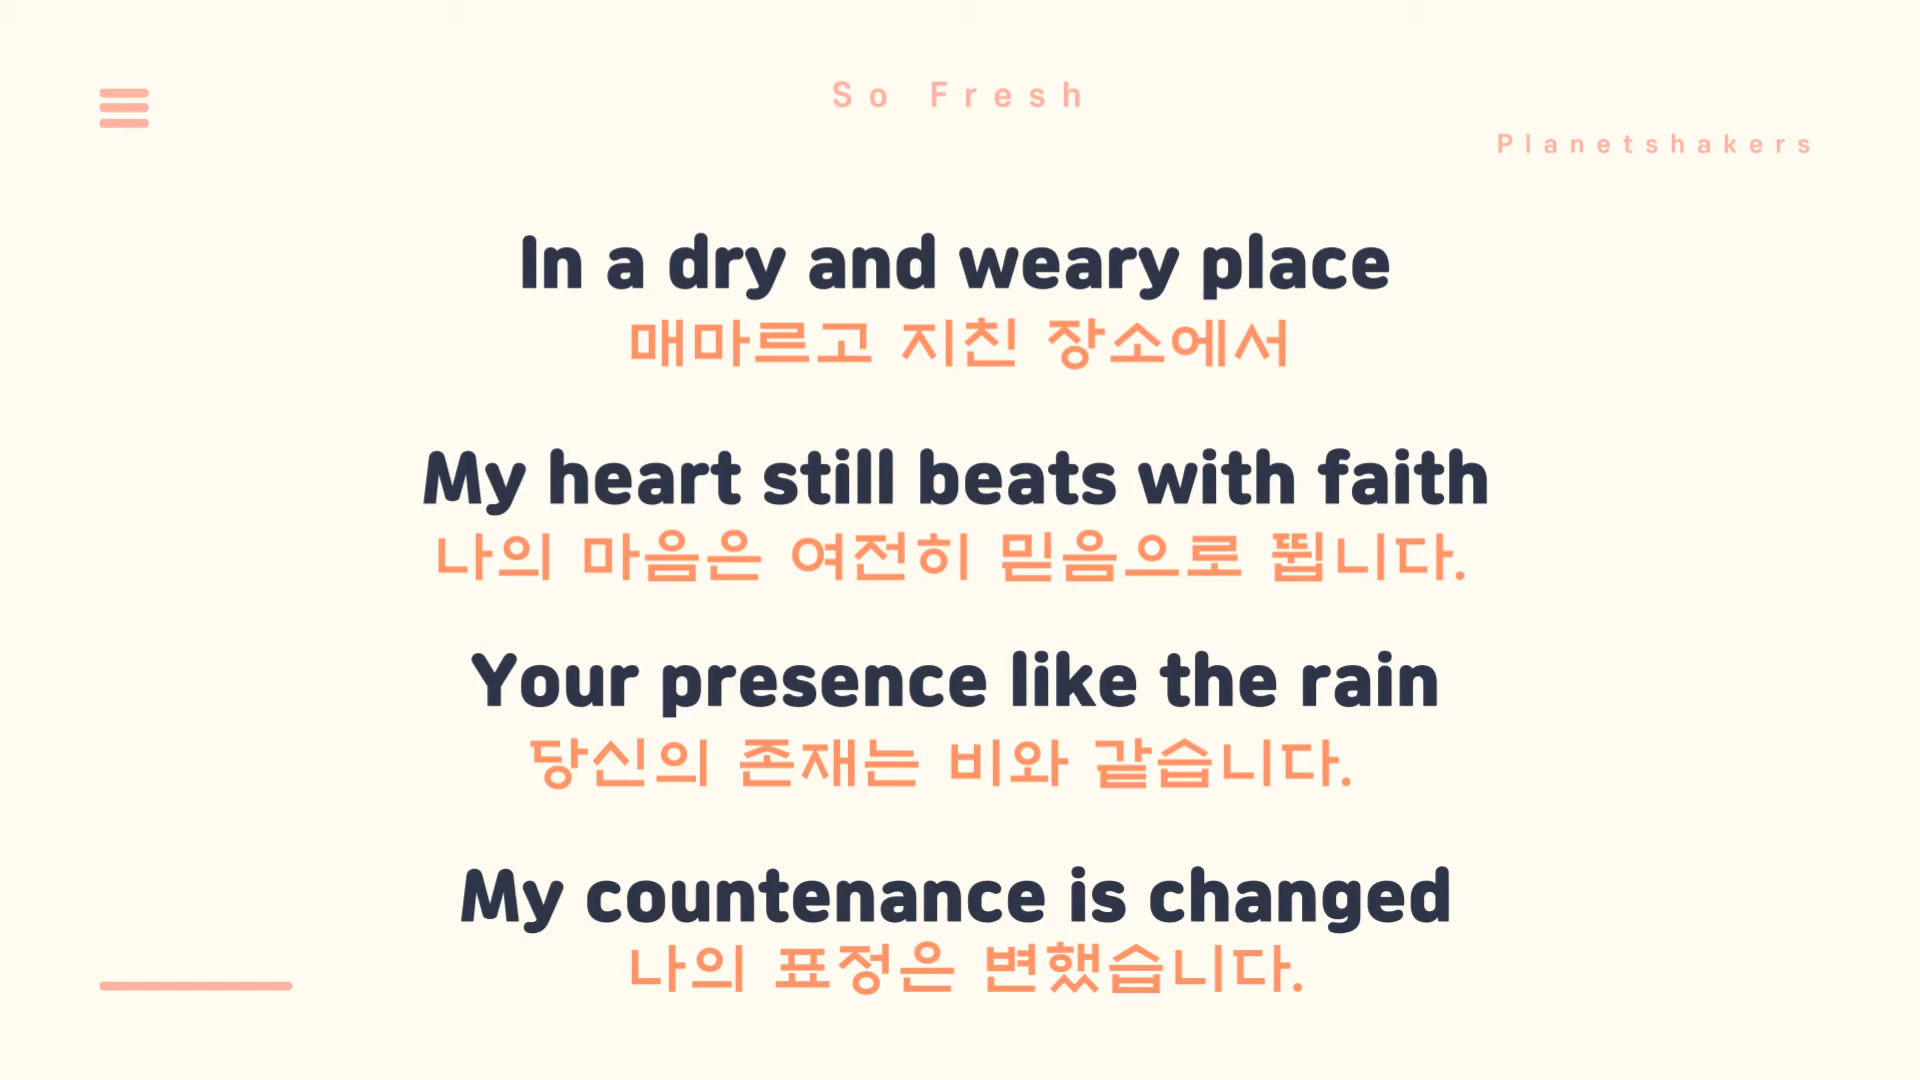 So Fresh
Planetshakers
In a dry and weary place
매마르고 지친 장소에서
My heart still beats with faith
나의 마음은 여전히 믿음으로 뜁니다.
Your presence like the rain
당신의 존재는 비와 같습니다.
My countenance is changed
나의 표정은 변했습니다.